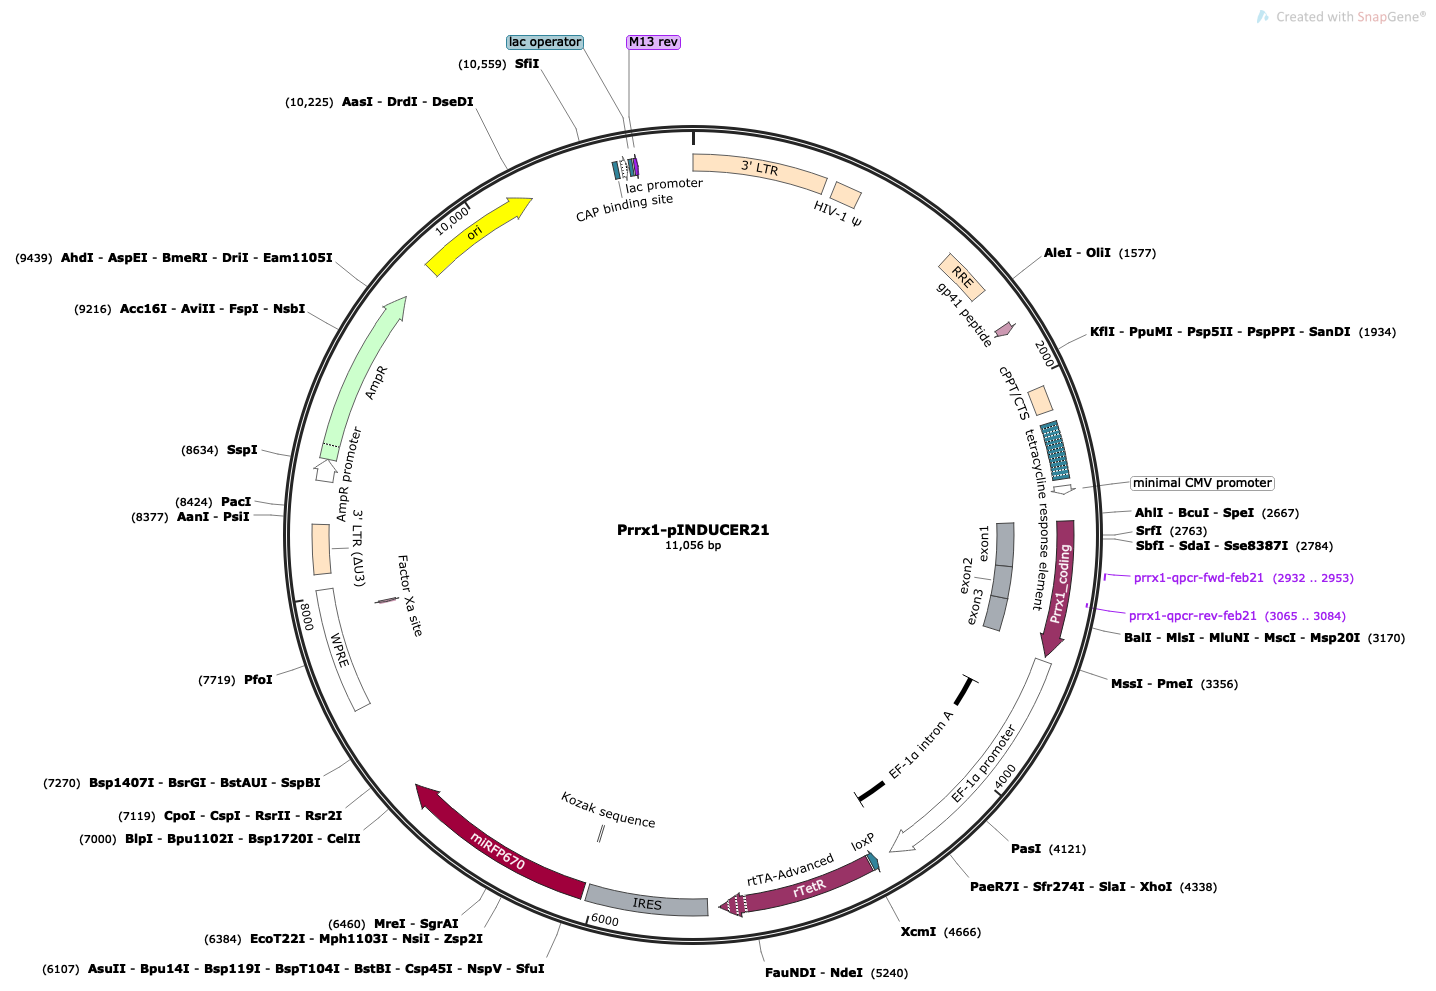 Created with SnapGene®
lac operator
M13 rev
(10,559) SfiI
(10,225) AasI - DrdI - DseDI
3' LTR
lac promoter
CAP binding site
HIV-1 ψ
10,000
ori
(9439) AhdI - AspEI - BmeRI - DriI - Eam1105I
AleI - OliI (1577)
RRE
gp41 peptide
(9216) Acc16I - AviII - FspI - NsbI
KflI - PpuMI - Psp5II - PspPPI - SanDI (1934)
2000
AmpR
cPPT/CTS
tetracycline response element
(8634) SspI
AmpR promoter
minimal CMV promoter
(8424) PacI
(8377) AanI - PsiI
AhlI - BcuI - SpeI (2667)
SrfI (2763)
SbfI - SdaI - Sse8387I (2784)
Prrx1-pINDUCER21
11,056 bp
3' LTR (ΔU3)
Factor Xa site
exon1
exon2
exon3
Prrx1_coding
prrx1-qpcr-fwd-feb21 (2932 .. 2953)
prrx1-qpcr-rev-feb21 (3065 .. 3084)
BalI - MlsI - MluNI - MscI - Msp20I (3170)
8000
WPRE
(7719) PfoI
MssI - PmeI (3356)
EF-1α intron A
EF-1α promoter
4000
(7270) Bsp1407I - BsrGI - BstAUI - SspBI
(7119) CpoI - CspI - RsrII - Rsr2I
(7000) BlpI - Bpu1102I - Bsp1720I - CelII
Kozak sequence
miRFP670
loxP
rtTA-Advanced
rTetR
PasI (4121)
PaeR7I - Sfr274I - SlaI - XhoI (4338)
IRES
6000
(6460) MreI - SgrAI
(6384) EcoT22I - Mph1103I - NsiI - Zsp2I
XcmI (4666)
(6107) AsuII - Bpu14I - Bsp119I - BspT104I - BstBI - Csp45I - NspV - SfuI
FauNDI - NdeI (5240)